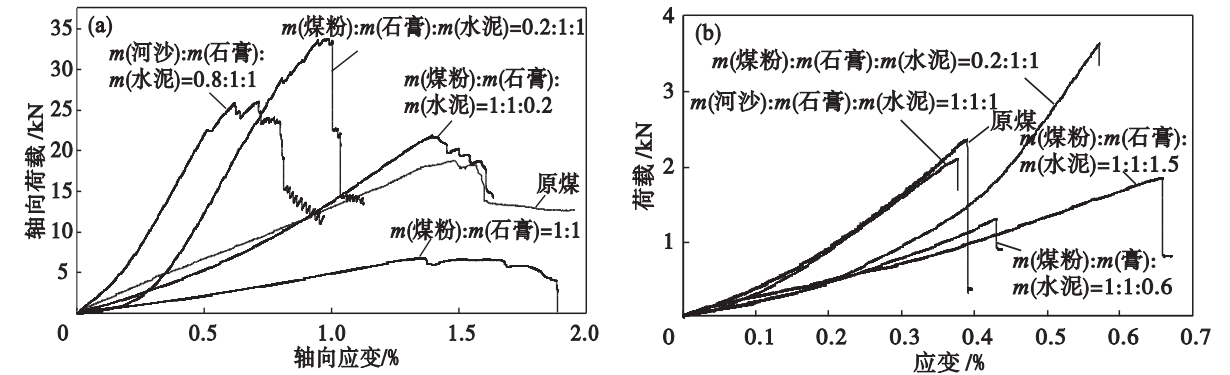 (a)
轴向荷载/kN
35
30
25
20
15
10
5
0
0.5
1.0
1.5
2.0
轴向应变/%
m(煤粉):m(石膏):m(水泥)=0.2:1:1
m(河沙):m(石膏):
m(水泥)=0.8:1:1
m(煤粉):m(石膏):
m(水泥)=1:1:0.2
原煤
m(煤粉):m(石膏)=1:1
(b)
荷载/kN
4
3
2
1
0
0.1
0.2
0.3
0.4
0.5
0.6
0.7
应变/%
m(煤粉):m(石膏):m(水泥)=0.2:1:1
m(河沙):m(石膏):m(水泥)=1:1:1
原煤
m(煤粉):m(石膏):
m(水泥)=1:1:1.5
m(煤粉):m(膏):
m(水泥)=1:1:0.6